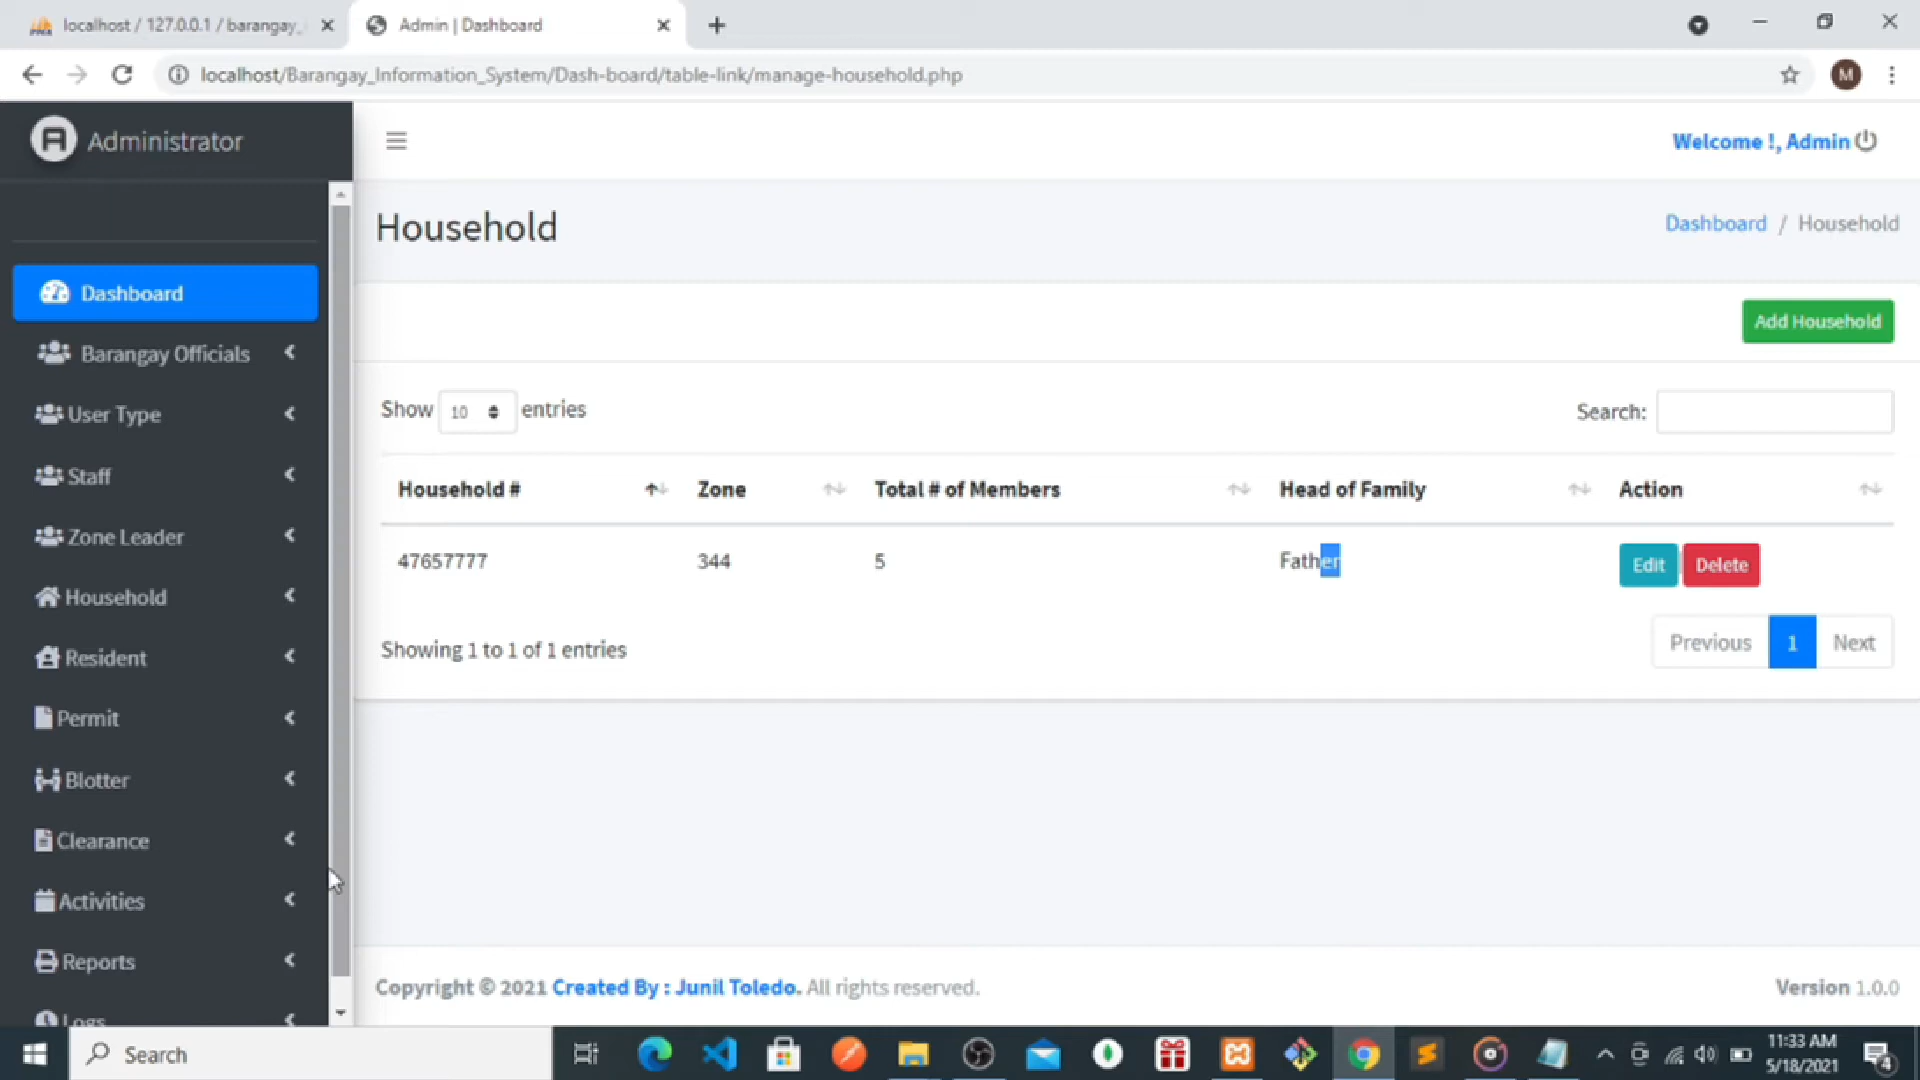 localhost / 127.0.0.1 / barangay_
Admin | Dashboard
localhost/Barangay_Information_System/Dash-board/table-link/manage-household.php
M
Administrator
Welcome !, Admin
Household
Dashboard / Household
Dashboard
Add Household
Barangay Officials
User Type
Show 10 entries
Search:
Staff
Household # Zone Total # of Members Head of Family Action
Zone Leader
47657777 344 5 Father Edit Delete
Household
Resident
Showing 1 to 1 of 1 entries
Previous 1 Next
Permit
Blotter
Clearance
Activities
Reports
Copyright © 2021 Created By : Junil Toledo. All rights reserved.
Version 1.0.0
Logs
Search
11:33 AM
5/18/2021
4